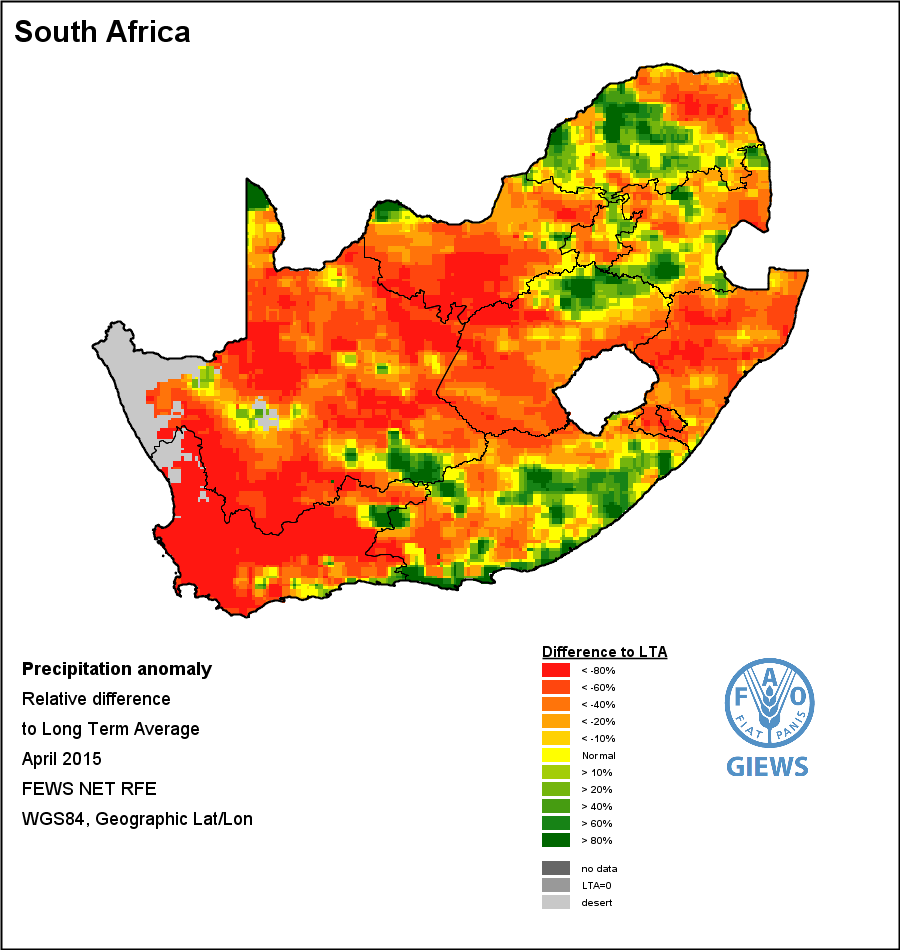 South Africa
Precipitation anomaly
Relative difference
to Long Term Average
April 2015
FEWS NET RFE
WGS84, Geographic Lat/Lon
Difference to LTA
< -80%
< -60%
< -40%
< -20%
< -10%
Normal
> 10%
> 20%
> 40%
> 60%
> 80%
no data
LTA=0
desert
F A O
FIAT PANIS
GIEWS